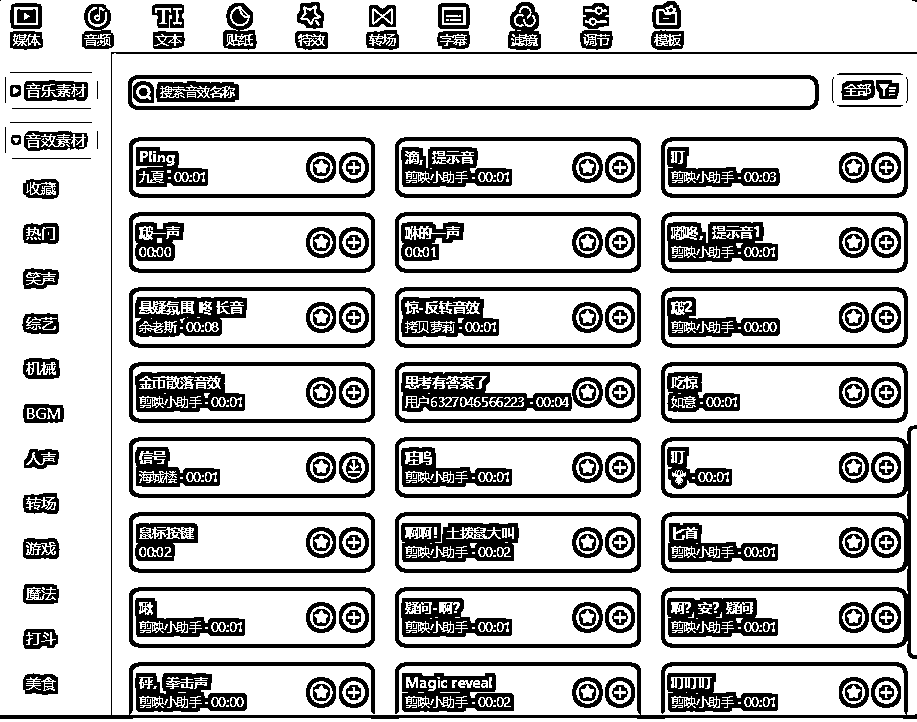 媒体 音频 文本 贴纸 特效 转场 字幕 滤镜 调节 模板
音乐素材
搜索音效名称
全部
音效素材
收藏
热门
笑声
综艺
机械
BGM
人声
转场
游戏
魔法
打斗
美食
Pling
九夏 · 00:01
滴,提示音
剪映小助手 · 00:01
叮
剪映小助手 · 00:03
啵一声
00:00
咻的一声
00:01
嘟咚,提示音1
剪映小助手 · 00:01
悬疑氛围 咚 长音
余老斯 · 00:08
惊-反转音效
拷贝萝莉 · 00:01
啵2
剪映小助手 · 00:00
金币散落音效
剪映小助手 · 00:01
思考有答案了
用户6327046566223 · 00:04
吃惊
如意 · 00:01
信号
海城楼 · 00:01
剪映小助手 · 00:01
叮
· 00:01
鼠标按键
00:02
啊啊!土拨鼠大叫
剪映小助手 · 00:02
匕首
剪映小助手 · 00:01
啾
剪映小助手 · 00:01
疑问-啊?
剪映小助手 · 00:01
啊?安?疑问
剪映小助手 · 00:01
砰,拳击声
剪映小助手 · 00:00
Magic reveal
剪映小助手 · 00:02
叮叮叮
剪映小助手 · 00:01